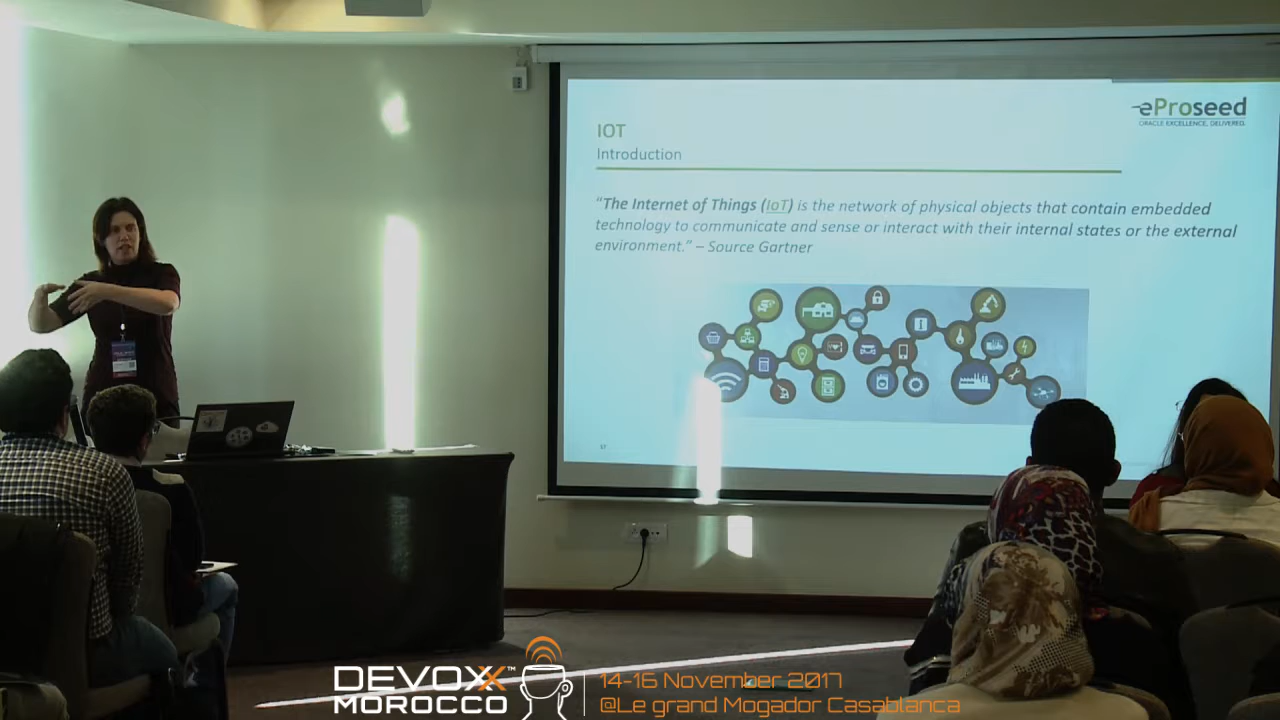 eProseed
ORACLE EXCELLENCE. DELIVERED.
IOT
Introduction
“The Internet of Things (IoT) is the network of physical objects that contain embedded
technology to communicate and sense or interact with their internal states or the external
environment.” – Source Gartner
DEVOXX™
MOROCCO
14-16 November 2017
@Le grand Mogador Casablanca